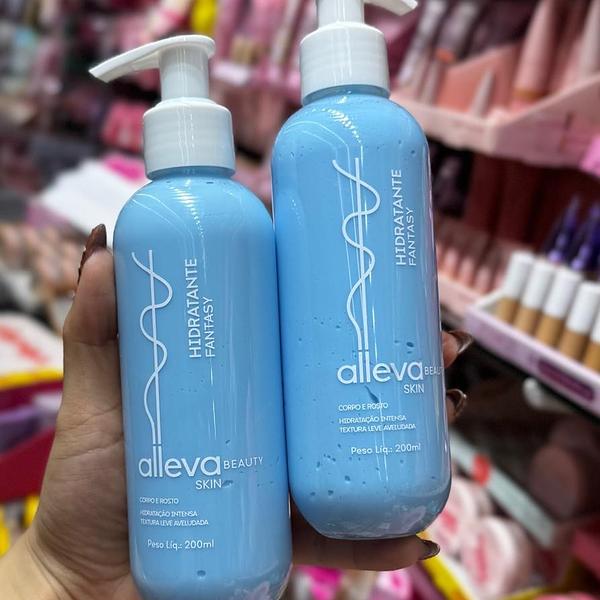 HIDRATANTE
FANTASY
alleva BEAUTY
SKIN
CORPO E ROSTO
HIDRATAÇÃO INTENSA
TEXTURA LEVE AVELUDADA
Peso Líq.: 200ml
HIDRATANTE
FANTASY
alleva BEAUT
SKIN
CORPO E ROSTO
HIDRATAÇÃO INTENSA
TEXTURA LEVE AVELUDADA
Peso Líq.: 200ml